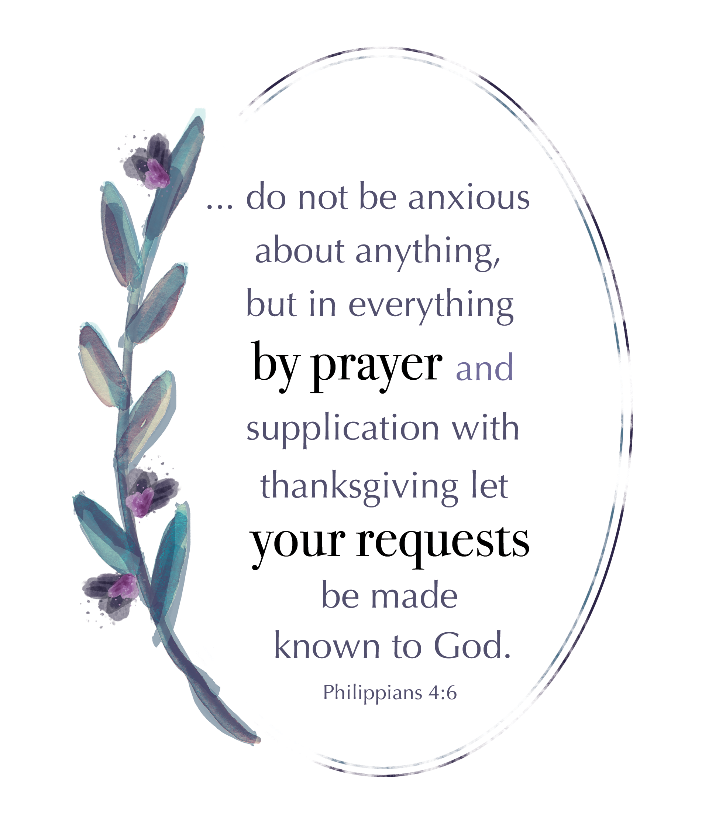 ... do not be anxious
about anything,
but in everything
by prayer and
supplication with
thanksgiving let
your requests
be made
known to God.
Philippians 4:6